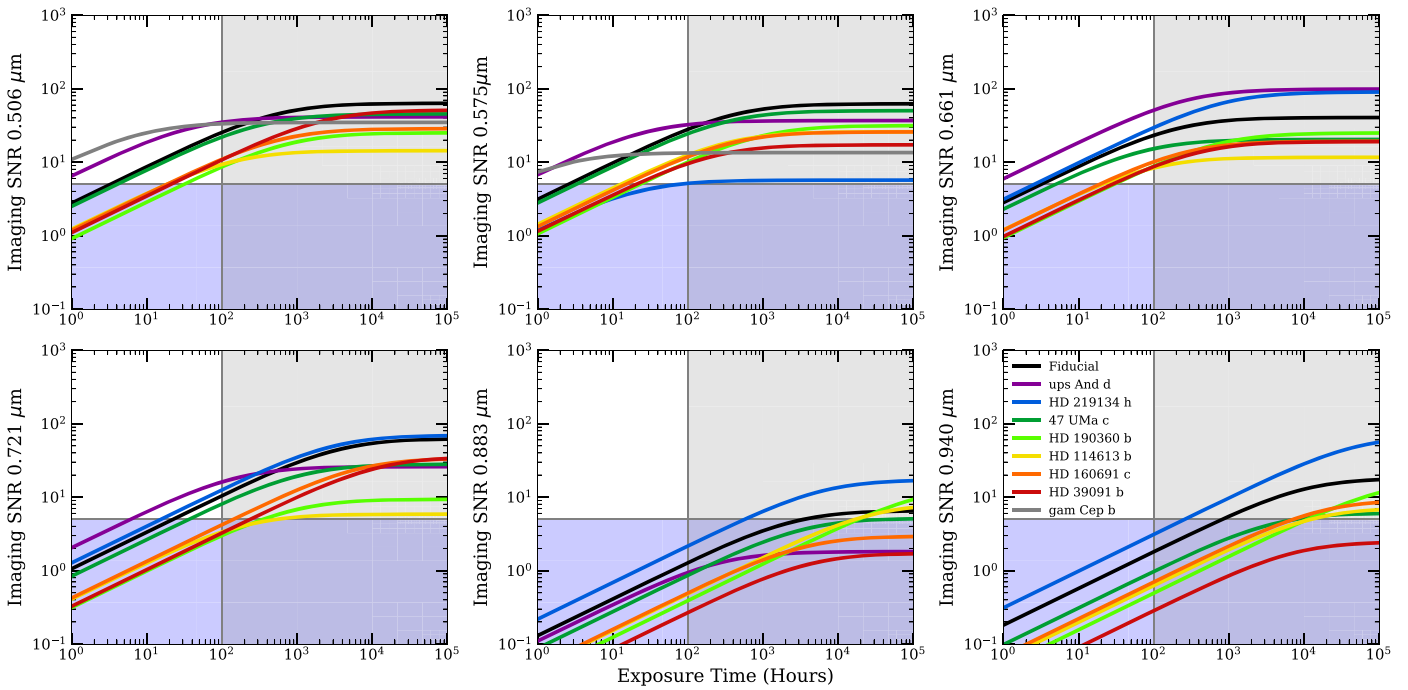 10³ 10³ 10³
10² 10² 10²
10¹ 10¹ 10¹
10⁰ 10⁰ 10⁰
10⁻¹ 10⁻¹ 10⁻¹
Imaging SNR 0.506 μm
Imaging SNR 0.575μm
Imaging SNR 0.661 μm
10⁰ 10¹ 10² 10³ 10⁴ 10⁵ 10⁰ 10¹ 10² 10³ 10⁴ 10⁵ 10⁰ 10¹ 10² 10³ 10⁴ 10⁵
10³ 10³ 10³
10² 10² 10²
10¹ 10¹ 10¹
10⁰ 10⁰ 10⁰
10⁻¹ 10⁻¹ 10⁻¹
Imaging SNR 0.721 μm
Imaging SNR 0.883 μm
Imaging SNR 0.940 μm
Fiducial
ups And d
HD 219134 h
47 UMa c
HD 190360 b
HD 114613 b
HD 160691 c
HD 39091 b
gam Cep b
10⁰ 10¹ 10² 10³ 10⁴ 10⁵ 10⁰ 10¹ 10² 10³ 10⁴ 10⁵ 10⁰ 10¹ 10² 10³ 10⁴ 10⁵
Exposure Time (Hours)